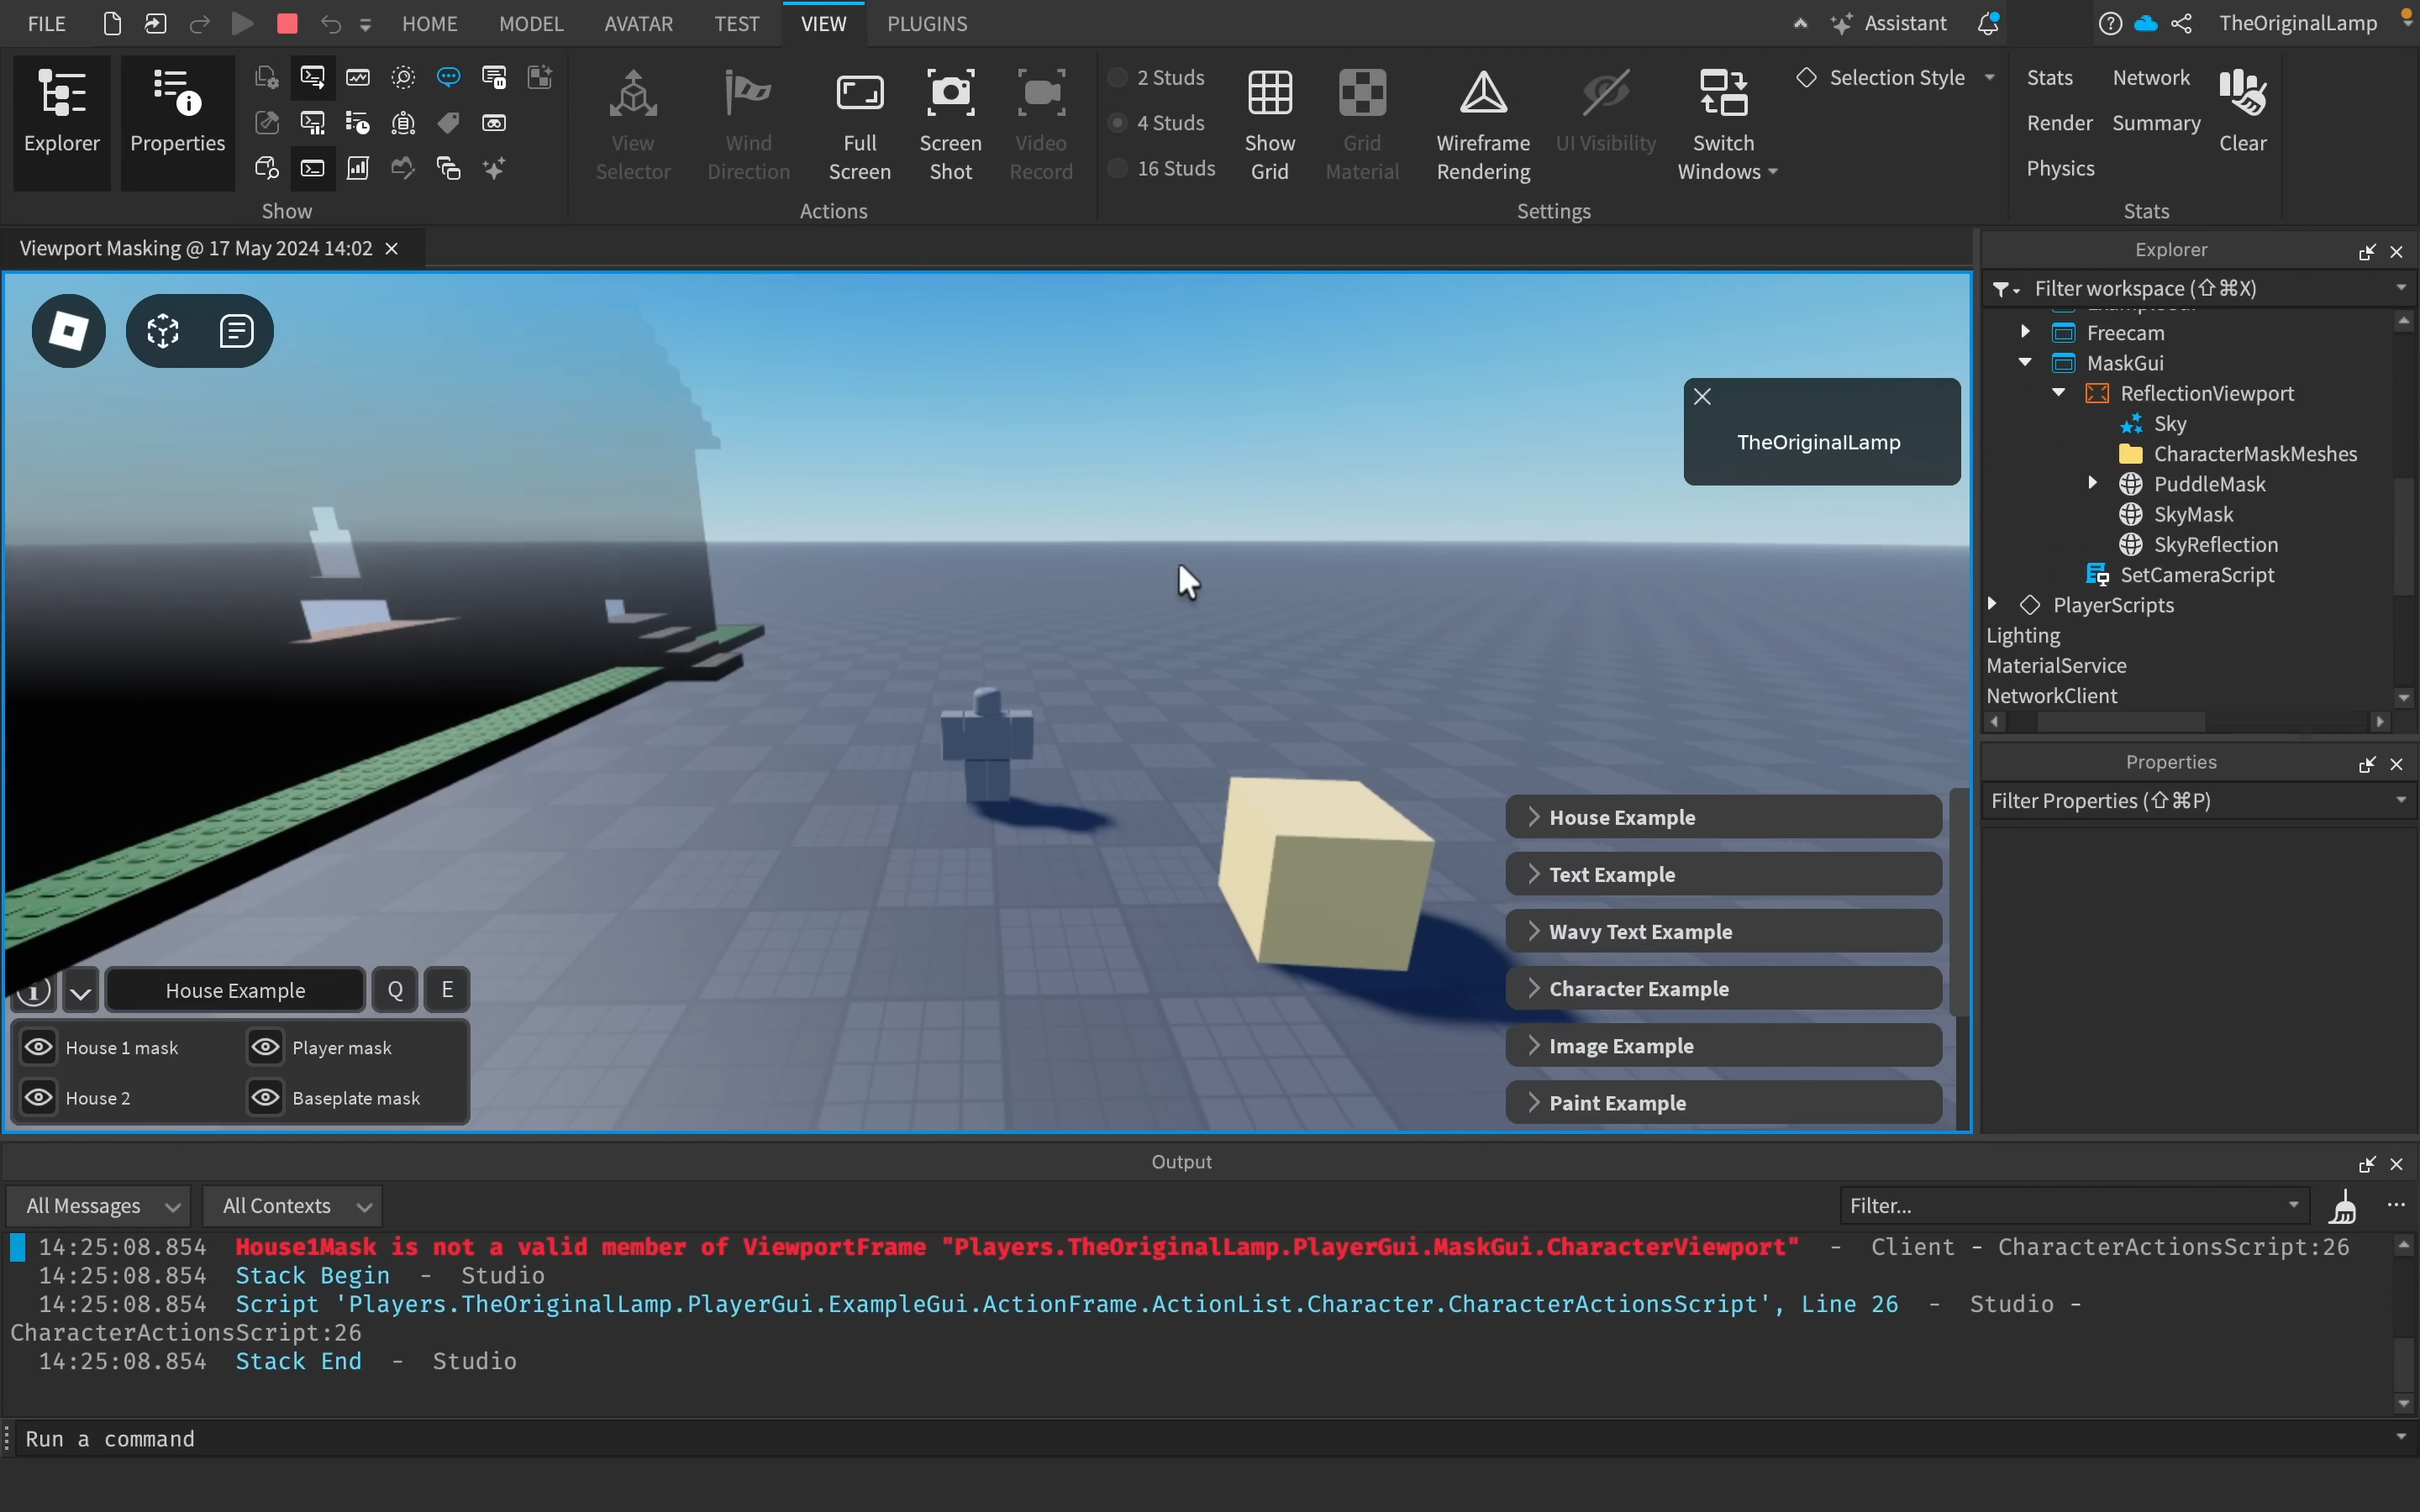 FILE
HOME
MODEL
AVATAR
TEST
VIEW
PLUGINS
Assistant
TheOriginalLamp
Explorer
Properties
Show
View
Selector
Wind
Direction
Full
Screen
Screen
Shot
Video
Record
Actions
2 Studs
4 Studs
16 Studs
Show
Grid
Grid
Material
Wireframe
Rendering
UI Visibility
Switch
Windows
Selection Style
Settings
Stats
Network
Render
Summary
Physics
Clear
Stats
Viewport Masking @ 17 May 2024 14:02
TheOriginalLamp
House Example
Text Example
Wavy Text Example
Character Example
Image Example
Paint Example
House Example
Q
E
House 1 mask
Player mask
House 2
Baseplate mask
Explorer
Filter workspace (⇧⌘X)
Freecam
MaskGui
ReflectionViewport
Sky
CharacterMaskMeshes
PuddleMask
SkyMask
SkyReflection
SetCameraScript
PlayerScripts
Lighting
MaterialService
NetworkClient
Properties
Filter Properties (⇧⌘P)
Output
All Messages
All Contexts
Filter...
14:25:08.854 House1Mask is not a valid member of ViewportFrame "Players.TheOriginalLamp.PlayerGui.MaskGui.CharacterViewport" - Client - CharacterActionsScript:26
14:25:08.854 Stack Begin - Studio
14:25:08.854 Script 'Players.TheOriginalLamp.PlayerGui.ExampleGui.ActionFrame.ActionList.Character.CharacterActionsScript', Line 26 - Studio -
CharacterActionsScript:26
14:25:08.854 Stack End - Studio
Run a command